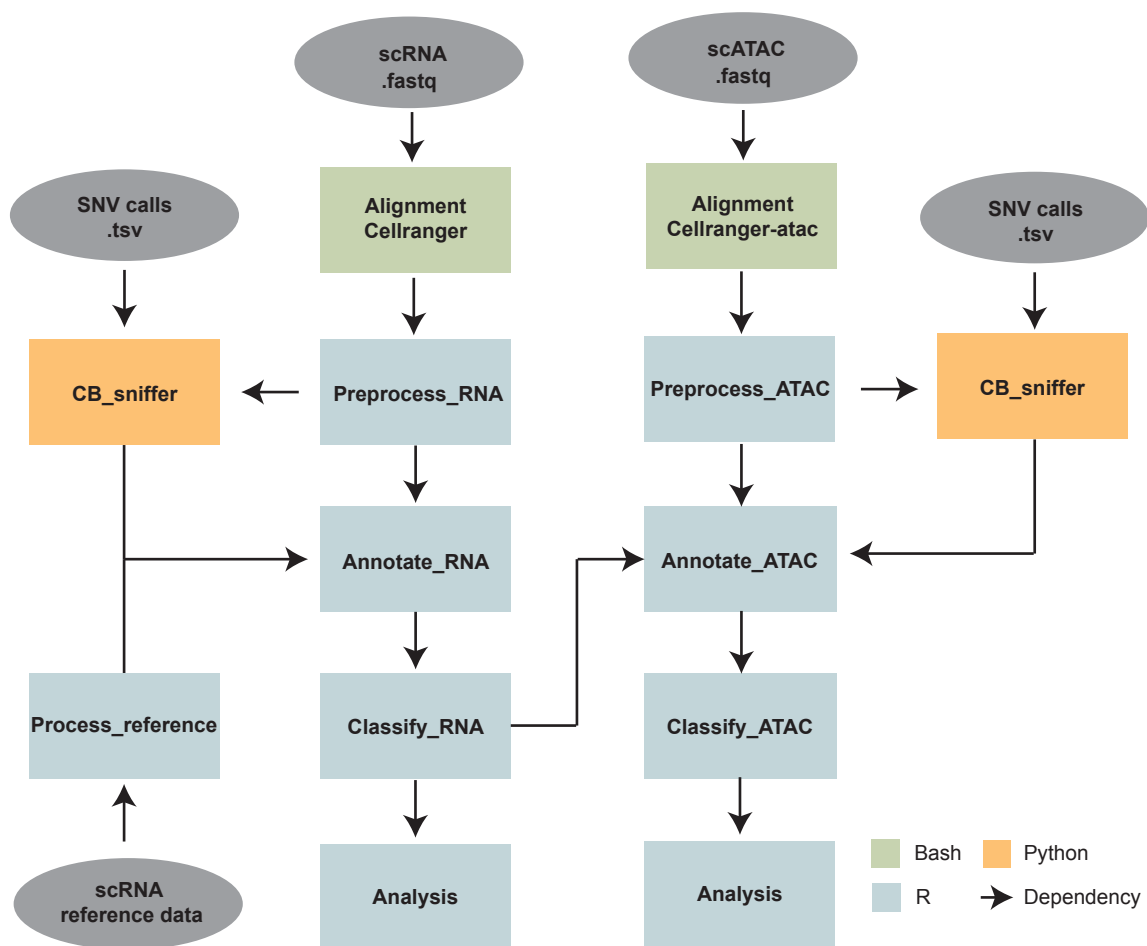 scRNA
.fastq
scATAC
.fastq
SNV calls
.tsv
Alignment
Cellranger
Alignment
Cellranger-atac
SNV calls
.tsv
CB_sniffer
Preprocess_RNA
Preprocess_ATAC
CB_sniffer
Annotate_RNA
Annotate_ATAC
Process_reference
Classify_RNA
Classify_ATAC
scRNA
reference data
Analysis
Analysis
Bash
Python
R
Dependency